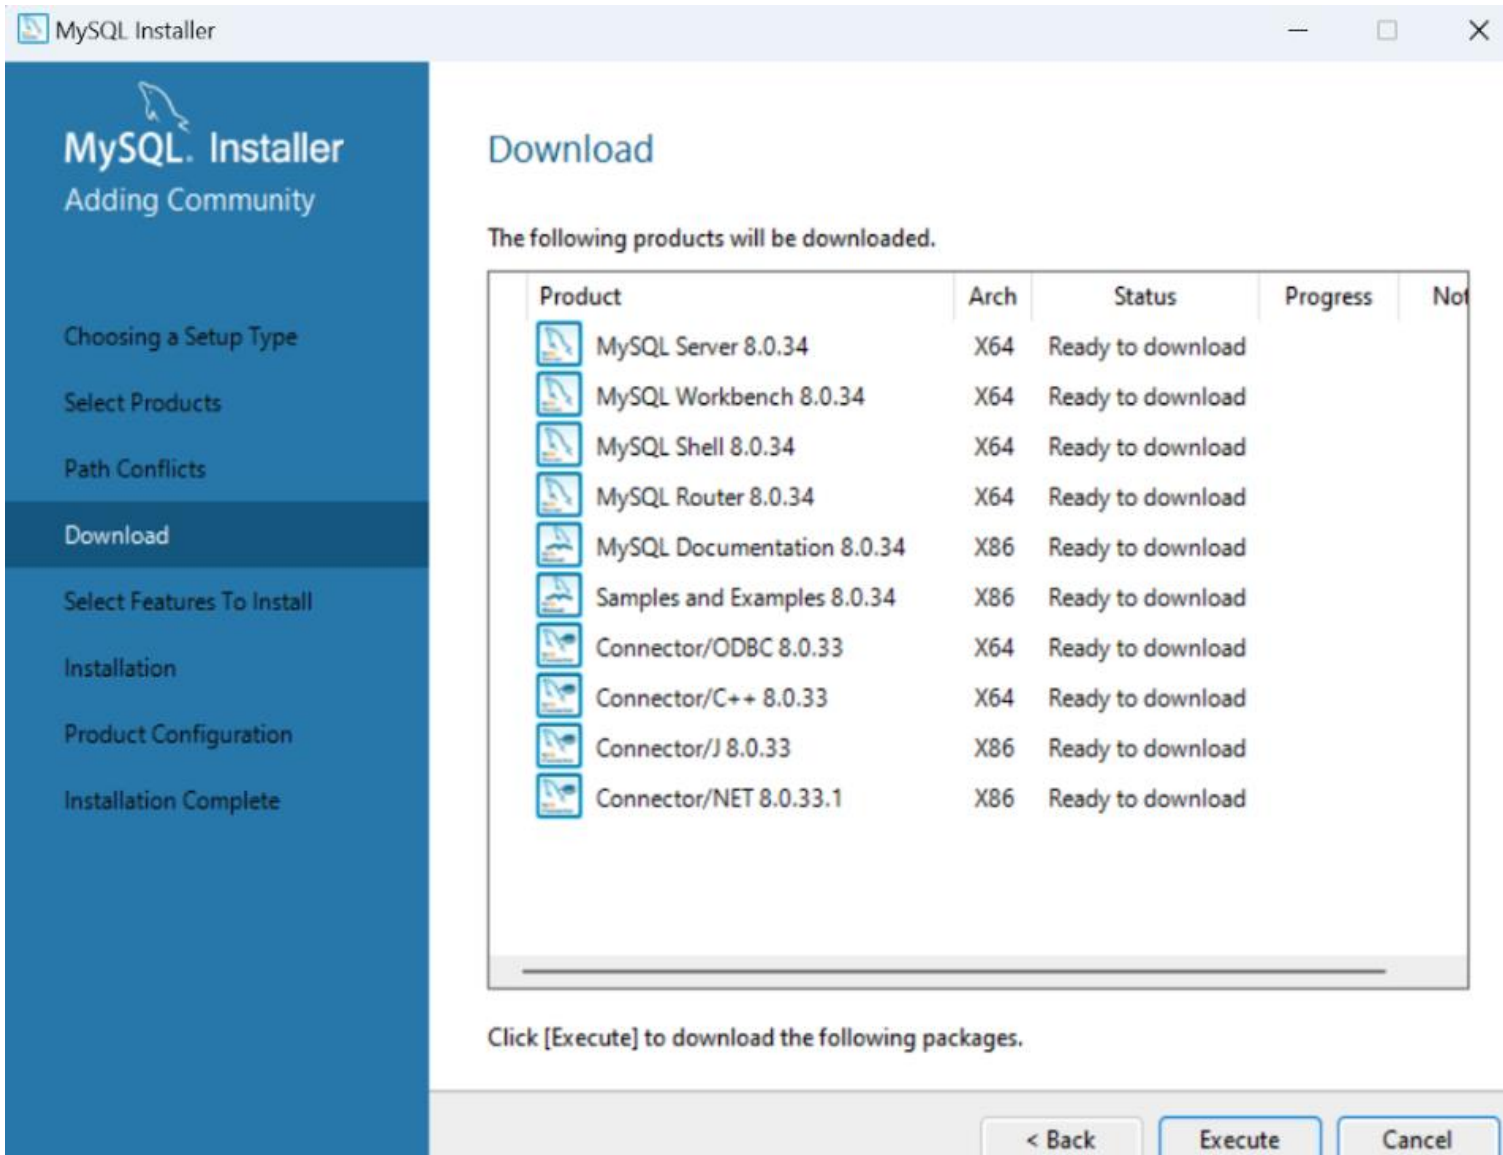 MySQL Installer
MySQL. Installer
Adding Community
Choosing a Setup Type
Select Products
Path Conflicts
Download
Select Features To Install
Installation
Product Configuration
Installation Complete
Download
The following products will be downloaded.
Product Arch Status Progress Not
MySQL Server 8.0.34 X64 Ready to download
MySQL Workbench 8.0.34 X64 Ready to download
MySQL Shell 8.0.34 X64 Ready to download
MySQL Router 8.0.34 X64 Ready to download
MySQL Documentation 8.0.34 X86 Ready to download
Samples and Examples 8.0.34 X86 Ready to download
Connector/ODBC 8.0.33 X64 Ready to download
Connector/C++ 8.0.33 X64 Ready to download
Connector/J 8.0.33 X86 Ready to download
Connector/NET 8.0.33.1 X86 Ready to download
Click [Execute] to download the following packages.
< Back Execute Cancel